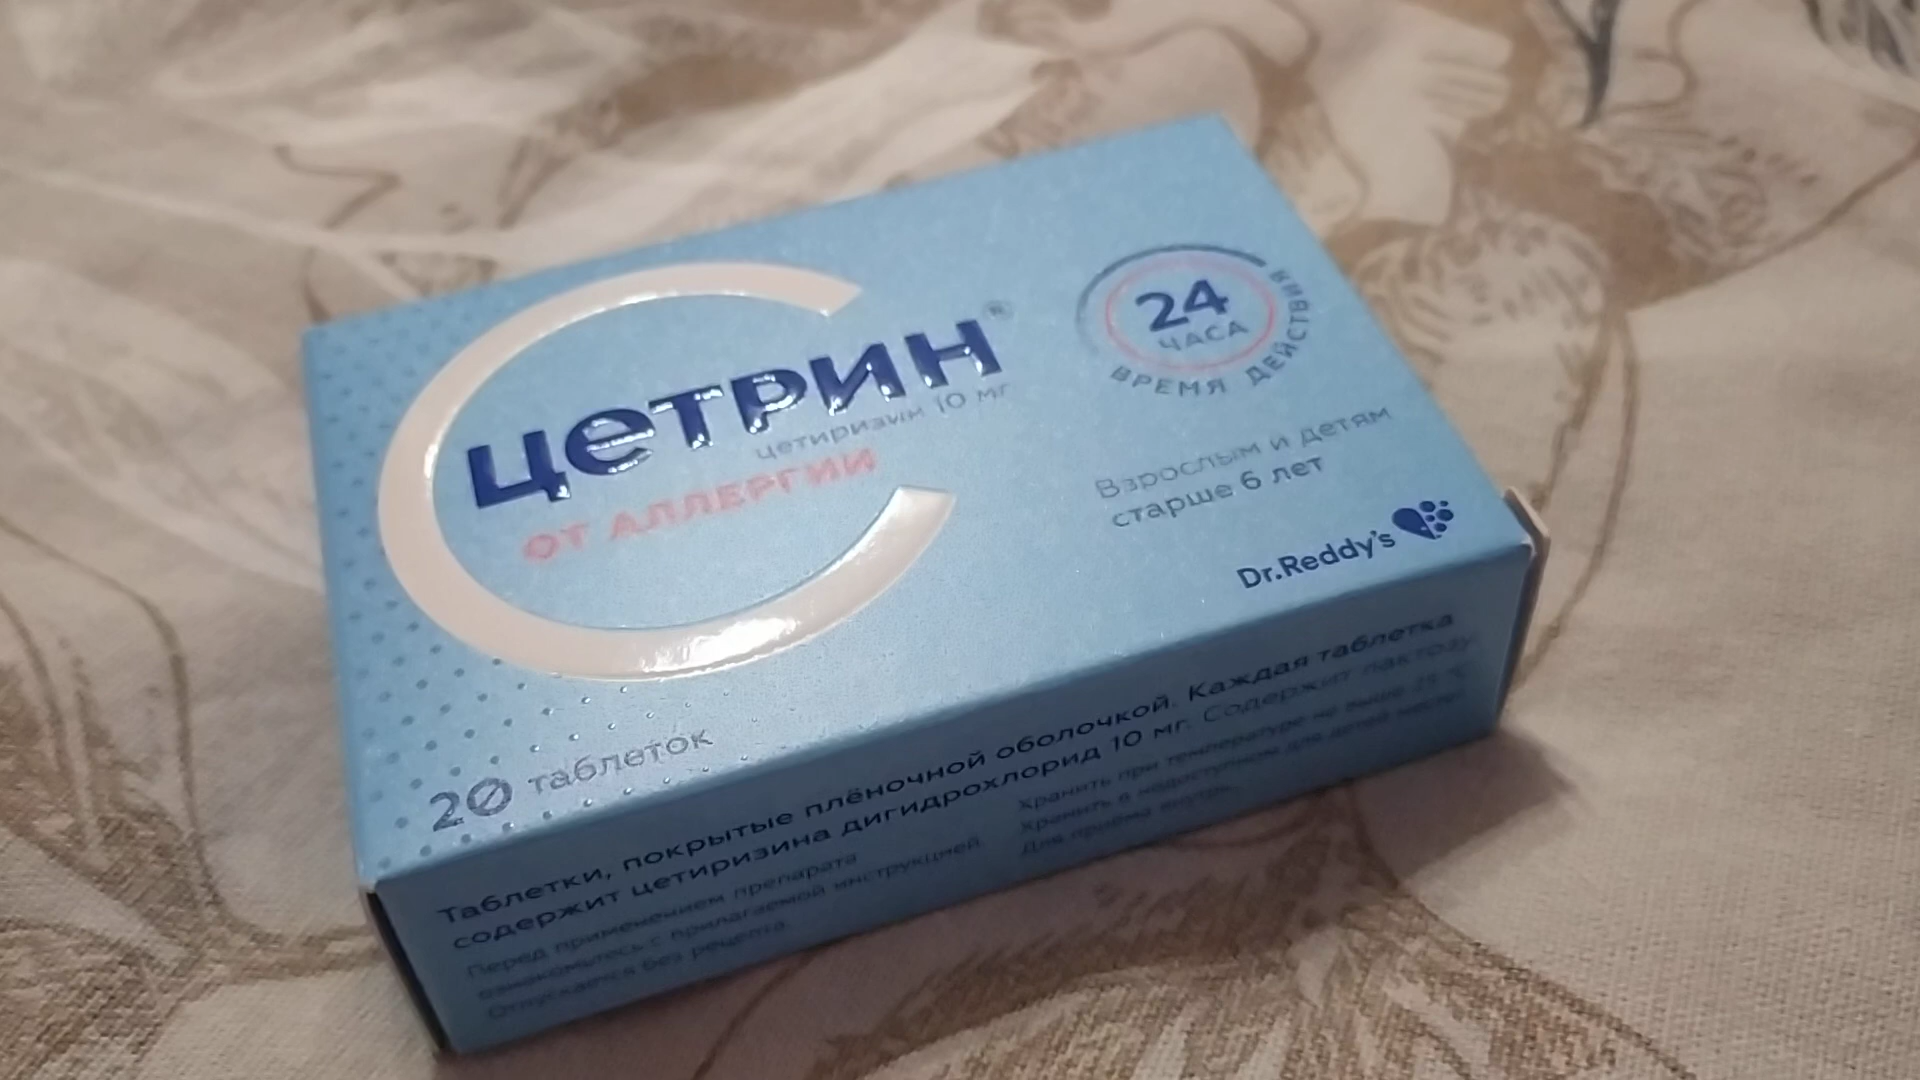 ЦЕТРИН®
цетиризин 10 мг
ОТ АЛЛЕРГИИ
24
ЧАСА
ВРЕМЯ ДЕЙСТВИЯ
Взрослым и детям
старше 6 лет
Dr.Reddy's
20 таблеток
Таблетки, покрытые плёночной оболочкой. Каждая таблетка
содержит цетиризина дигидрохлорид 10 мг. Содержит лактозу.
Перед применением препарата
ознакомьтесь с прилагаемой инструкцией
Отпускается без рецепта.
Хранить при температуре не выше 25 °C
Хранить в недоступном для детей месте
Для приёма внутрь.